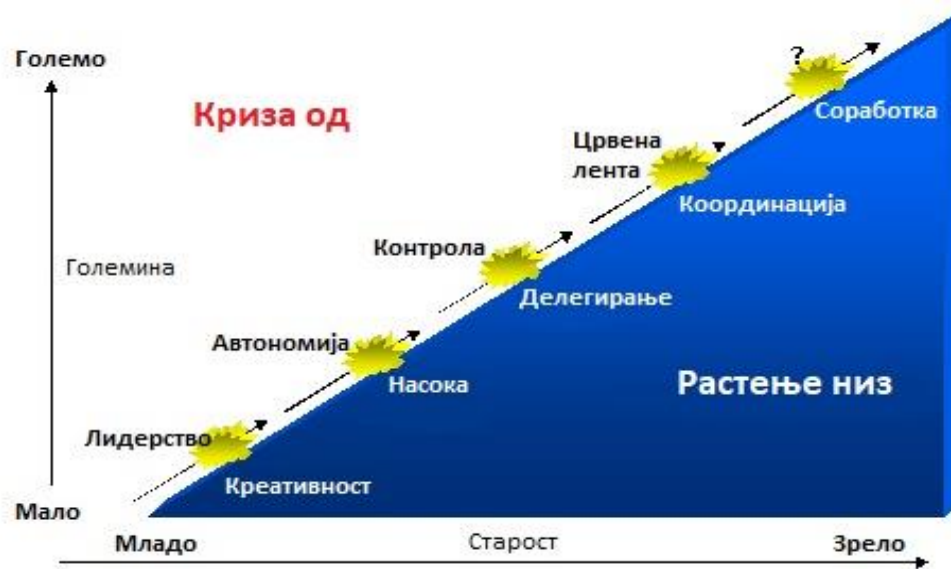 Големо
?
Криза од
Соработка
Црвена
лента
Координација
Контрола
Големина
Делегирање
Автономија
Насока
Растење низ
Лидерство
Креативност
Мало
Младо
Старост
Зрело